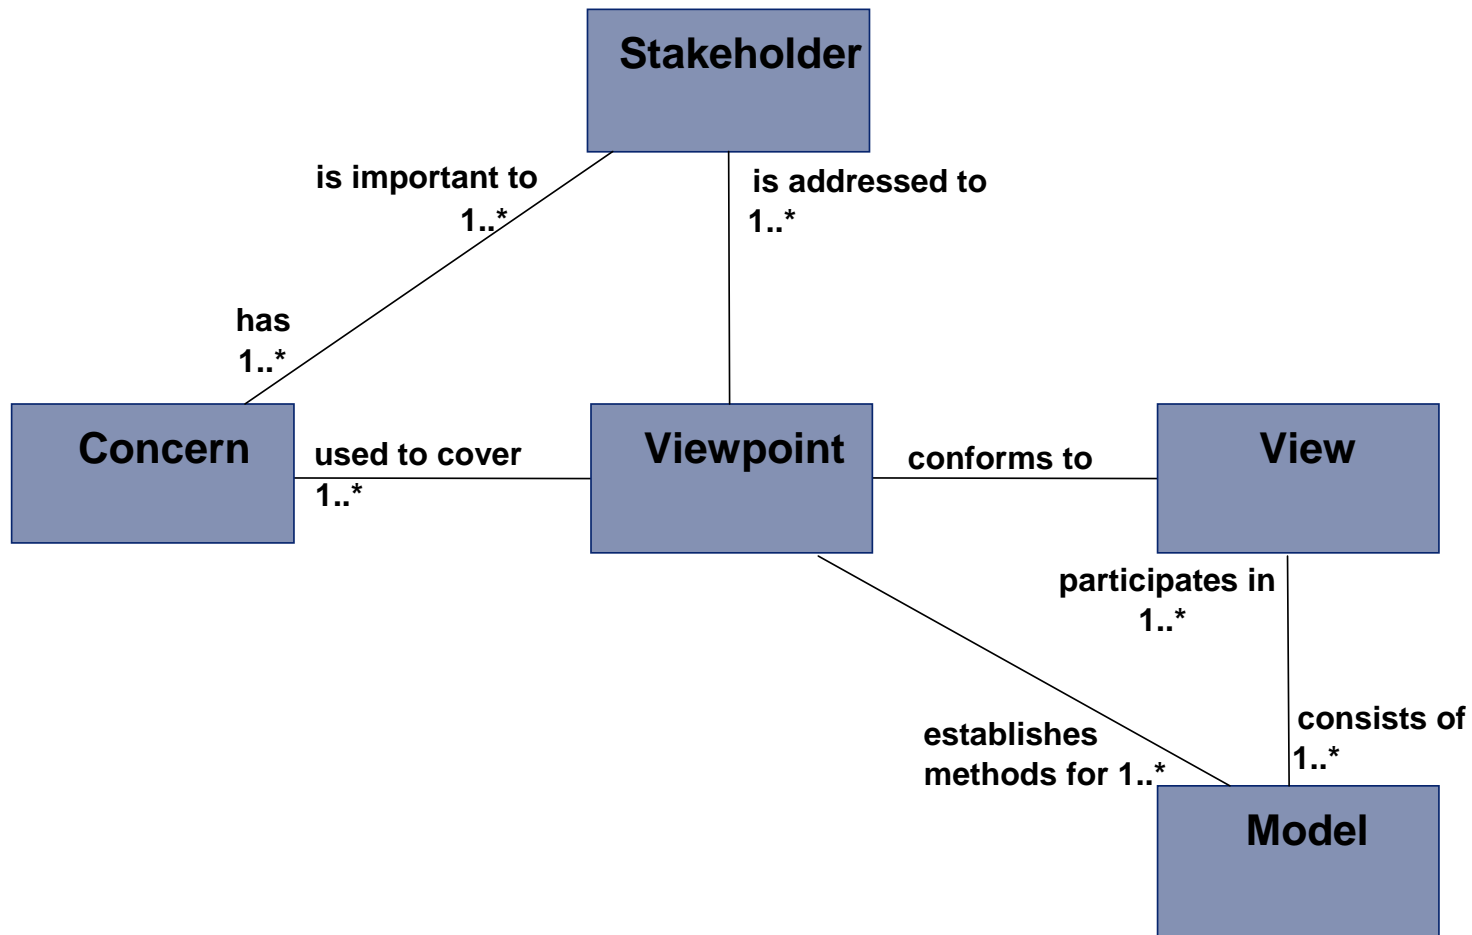 Stakeholder
is important to
1..*
is addressed to
1..*
has
1..*
Concern
used to cover
1..*
Viewpoint
conforms to
View
participates in
1..*
establishes
methods for 1..*
consists of
1..*
Model